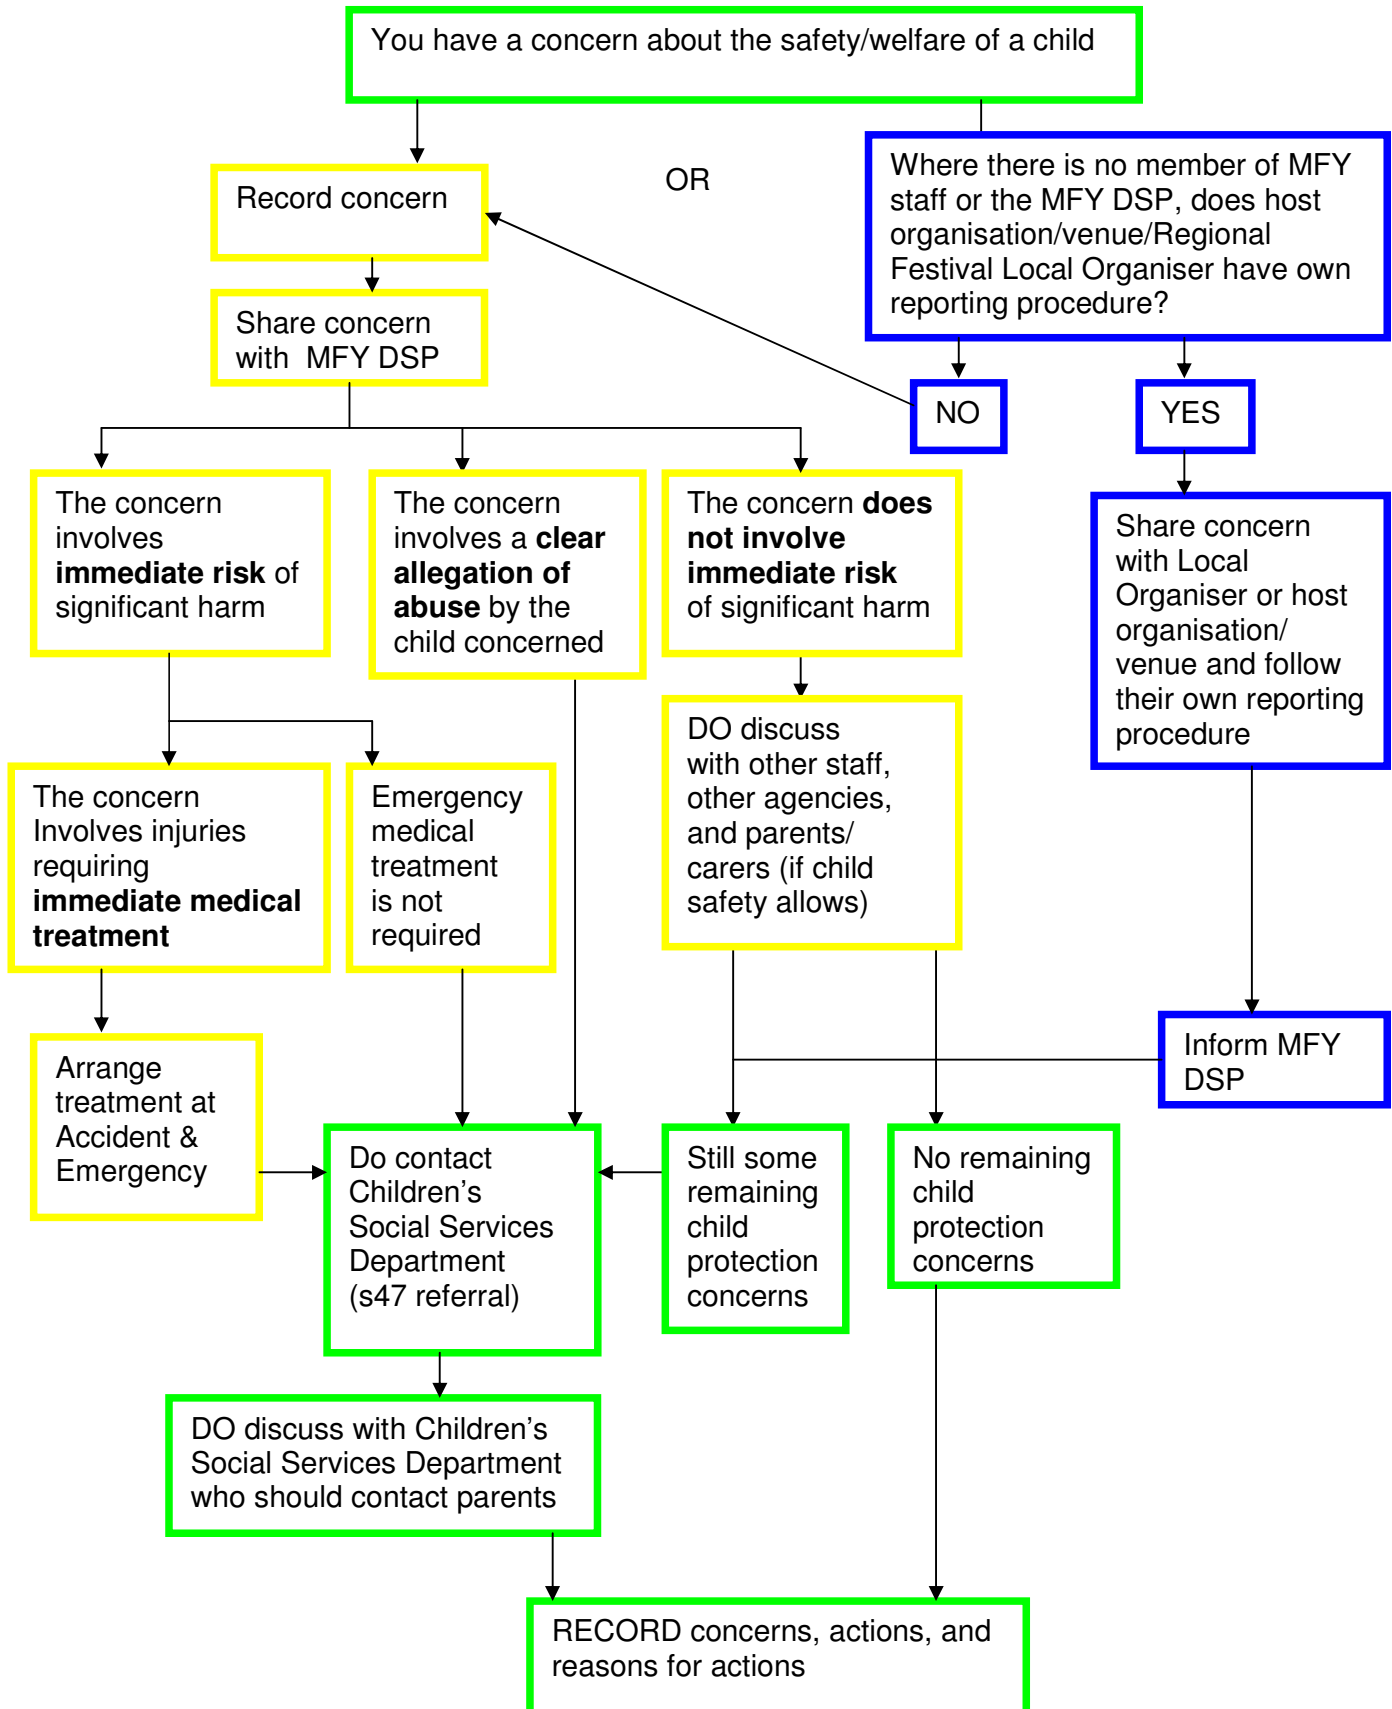 You have a concern about the safety/welfare of a child
Record concern
OR
Where there is no member of MFY
staff or the MFY DSP, does host
organisation/venue/Regional
Festival Local Organiser have own
reporting procedure?
Share concern
with MFY DSP
NO
YES
The concern
involves
immediate risk of
significant harm
The concern
involves a clear
allegation of
abuse by the
child concerned
The concern does
not involve
immediate risk
of significant harm
Share concern
with Local
Organiser or host
organisation/
venue and follow
their own reporting
procedure
The concern
Involves injuries
requiring
immediate medical
treatment
Emergency
medical
treatment
is not
required
DO discuss
with other staff,
other agencies,
and parents/
carers (if child
safety allows)
Inform MFY
DSP
Arrange
treatment at
Accident &
Emergency
Do contact
Children's
Social Services
Department
(s47 referral)
Still some
remaining
child
protection
concerns
No remaining
child
protection
concerns
DO discuss with Children's
Social Services Department
who should contact parents
RECORD concerns, actions, and
reasons for actions